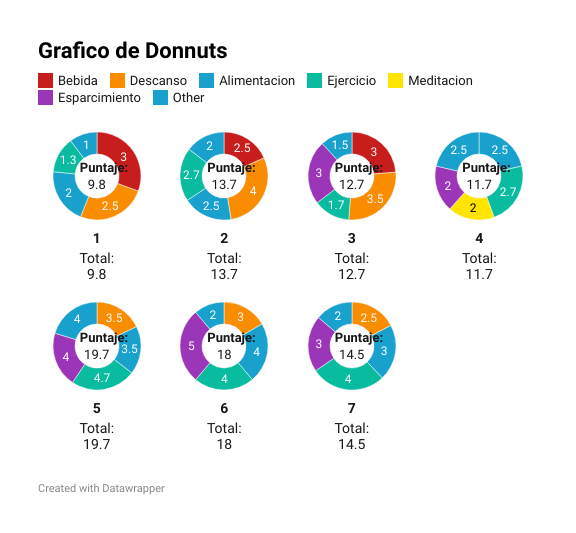 Grafico de Donnuts
Bebida Descanso Alimentacion Ejercicio Meditacion
Esparcimiento Other
1 3 2.5 2 1.3
Puntaje:
9.8
2 2.5 4 2.5 2.7
Puntaje:
13.7
1.5 3 3.5 1.7 3
Puntaje:
12.7
2.5 2.5 2.7 2 2
Puntaje:
11.7
1 2 3 4
Total: Total: Total: Total:
9.8 13.7 12.7 11.7
4 3.5 3.5 4.7 4
Puntaje:
19.7
2 3 4 4 5
Puntaje:
18
2 2.5 3 4 3
Puntaje:
14.5
5 6 7
Total: Total: Total:
19.7 18 14.5
Created with Datawrapper